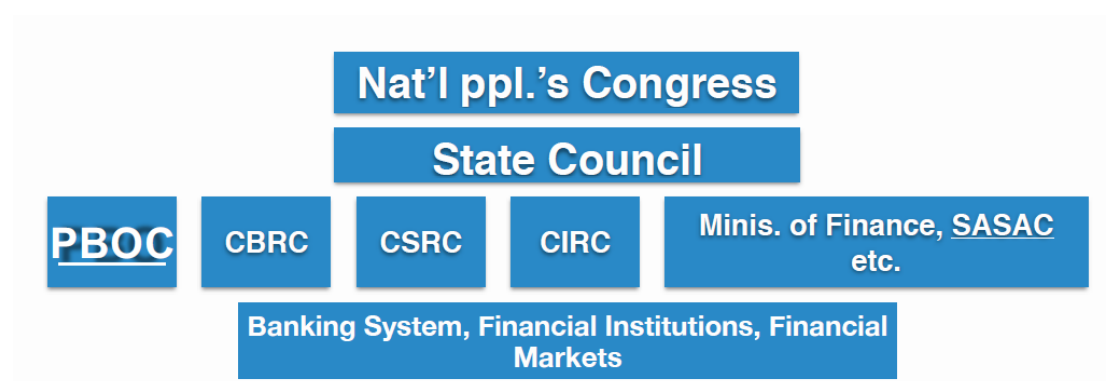 Nat'l ppl.'s Congress
State Council
PBOC
CBRC
CSRC
CIRC
Minis. of Finance, SASAC
etc.
Banking System, Financial Institutions, Financial
Markets